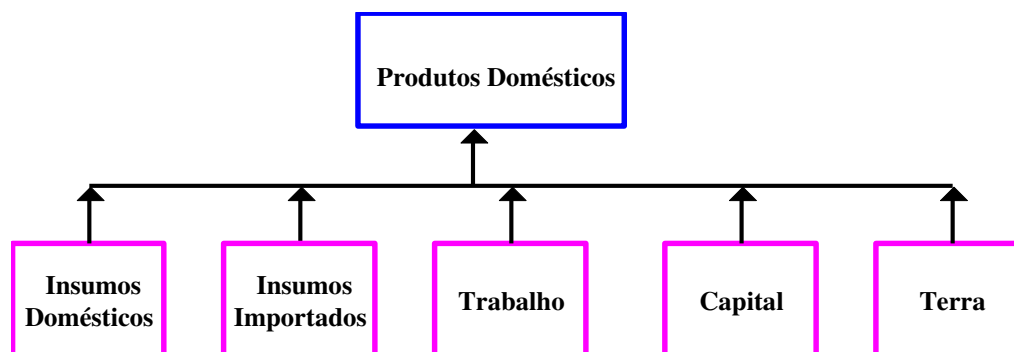 Produtos Domésticos
Insumos
Domésticos
Insumos
Importados
Trabalho
Capital
Terra